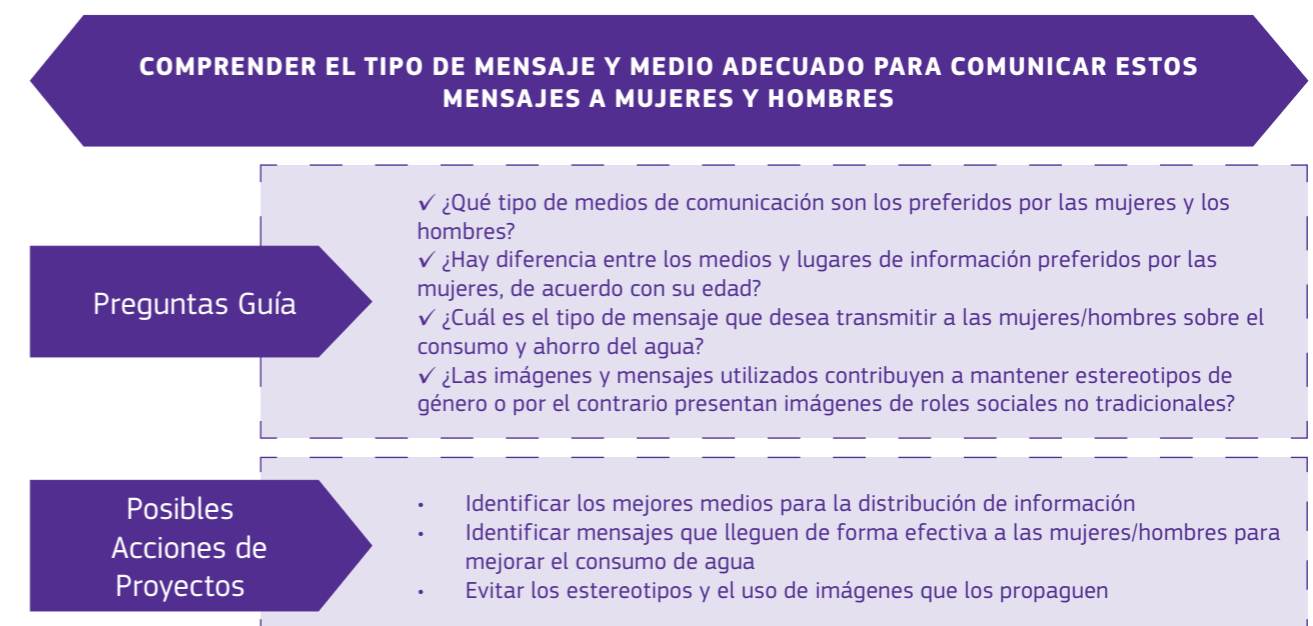 COMPRENDER EL TIPO DE MENSAJE Y MEDIO ADECUADO PARA COMUNICAR ESTOS
MENSAJES A MUJERES Y HOMBRES
Preguntas Guía
✓ ¿Qué tipo de medios de comunicación son los preferidos por las mujeres y los
hombres?
✓ ¿Hay diferencia entre los medios y lugares de información preferidos por las
mujeres, de acuerdo con su edad?
✓ ¿Cuál es el tipo de mensaje que desea transmitir a las mujeres/hombres sobre el
consumo y ahorro del agua?
✓ ¿Las imágenes y mensajes utilizados contribuyen a mantener estereotipos de
género o por el contrario presentan imágenes de roles sociales no tradicionales?
Posibles
Acciones de
Proyectos
• Identificar los mejores medios para la distribución de información
• Identificar mensajes que lleguen de forma efectiva a las mujeres/hombres para
mejorar el consumo de agua
• Evitar los estereotipos y el uso de imágenes que los propaguen